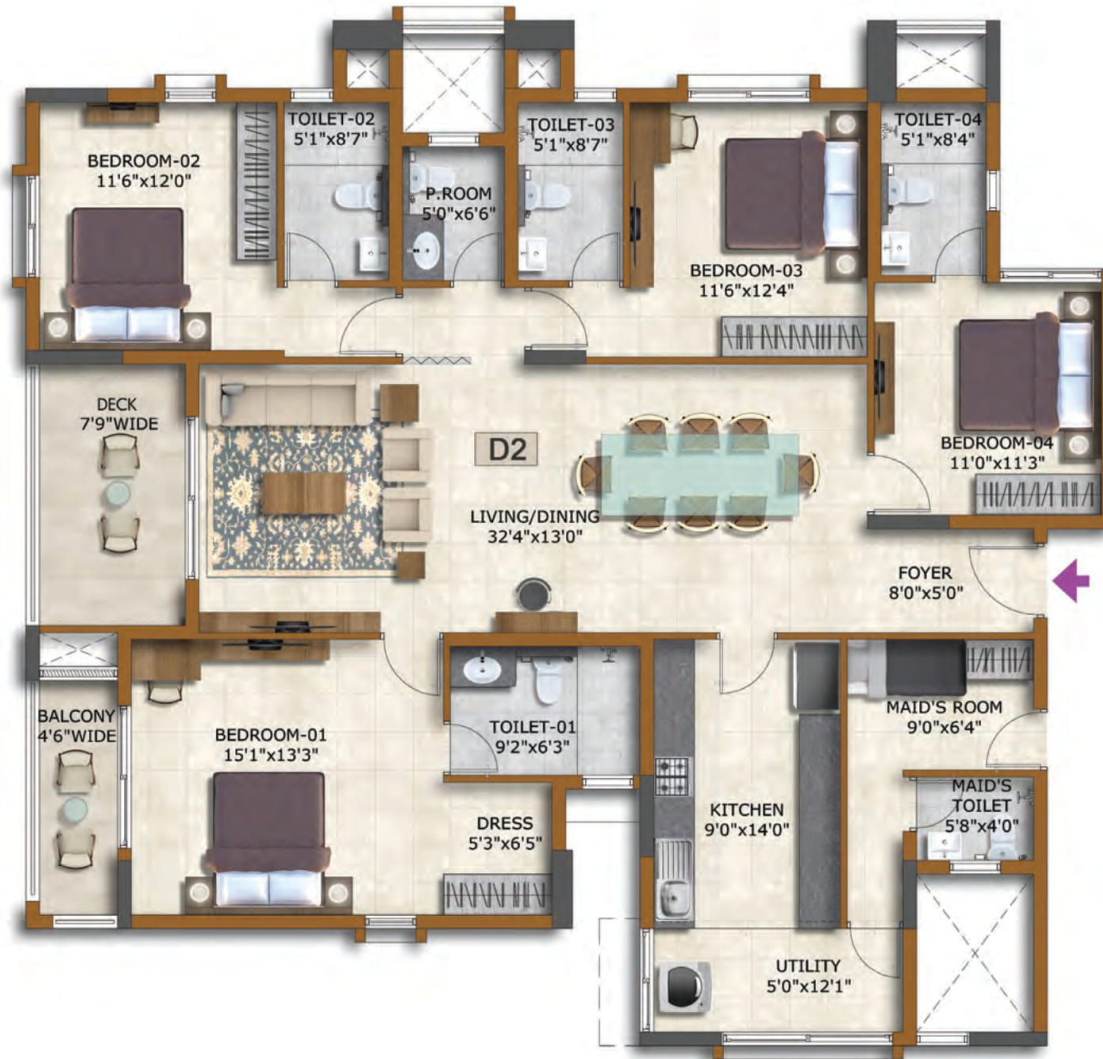 TOILET-02
5'1"x8'7"
TOILET-03
5'1"x8'7"
TOILET-04
5'1"x8'4"
BEDROOM-02
11'6"x12'0"
P.ROOM
5'0"x6'6"
BEDROOM-03
11'6"x12'4"
DECK
7'9"WIDE
D2
BEDROOM-04
11'0"x11'3"
LIVING/DINING
32'4"x13'0"
FOYER
8'0"x5'0"
BALCONY
4'6"WIDE
BEDROOM-01
15'1"x13'3"
TOILET-01
9'2"x6'3"
MAID'S ROOM
9'0"x6'4"
DRESS
5'3"x6'5"
KITCHEN
9'0"x14'0"
MAID'S
TOILET
5'8"x4'0"
UTILITY
5'0"x12'1"